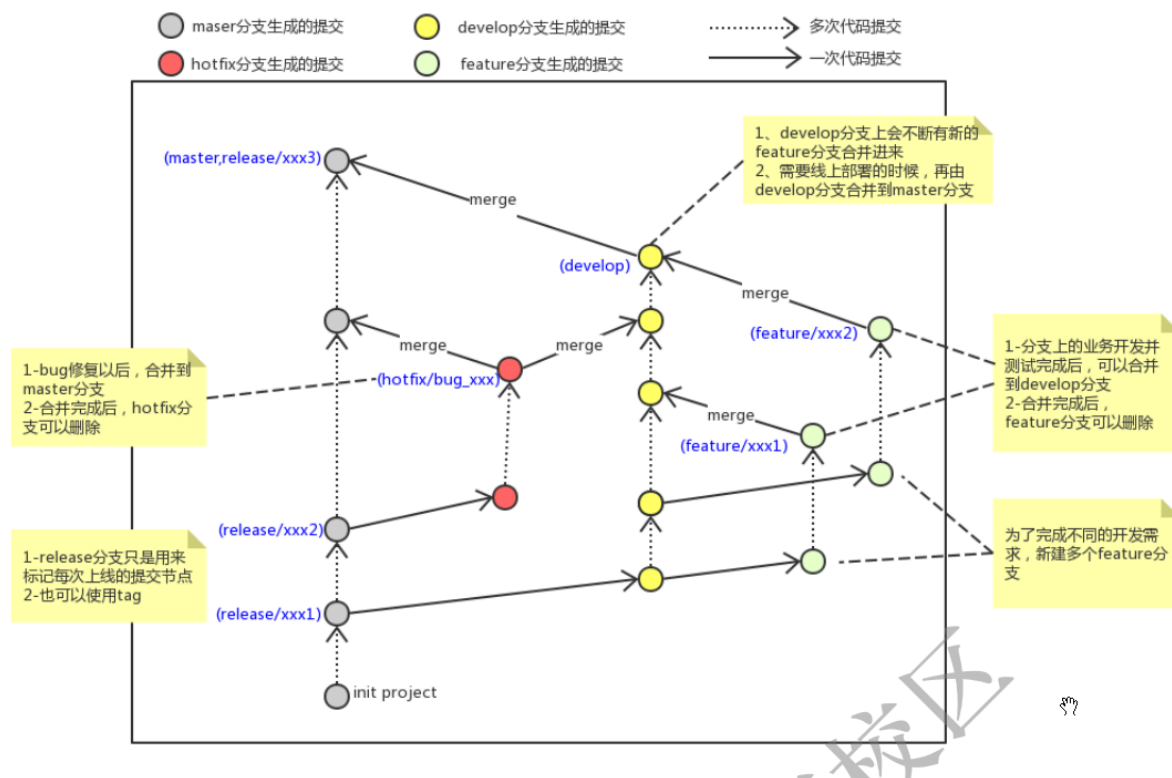 maser分支生成的提交
develop分支生成的提交
多次代码提交
hotfix分支生成的提交
feature分支生成的提交
一次代码提交
1、develop分支上会不断有新的
feature分支合并进来
2、需要线上部署的时候，再由
develop分支合并到master分支
(master,release/xxx3)
merge
(develop)
merge
(feature/xxx2)
merge
merge
1-bug修复以后，合并到
master分支
2-合并完成后，hotfix分
支可以删除
(hotfix/bug_xxx)
1-分支上的业务开发并
测试完成后，可以合并
到develop分支
2-合并完成后，
feature分支可以删除
merge
(feature/xxx1)
(release/xxx2)
1-release分支只是用来
标记每次上线的提交节点
2-也可以使用tag
为了完成不同的开发需
求，新建多个feature分
支
(release/xxx1)
init project
校区